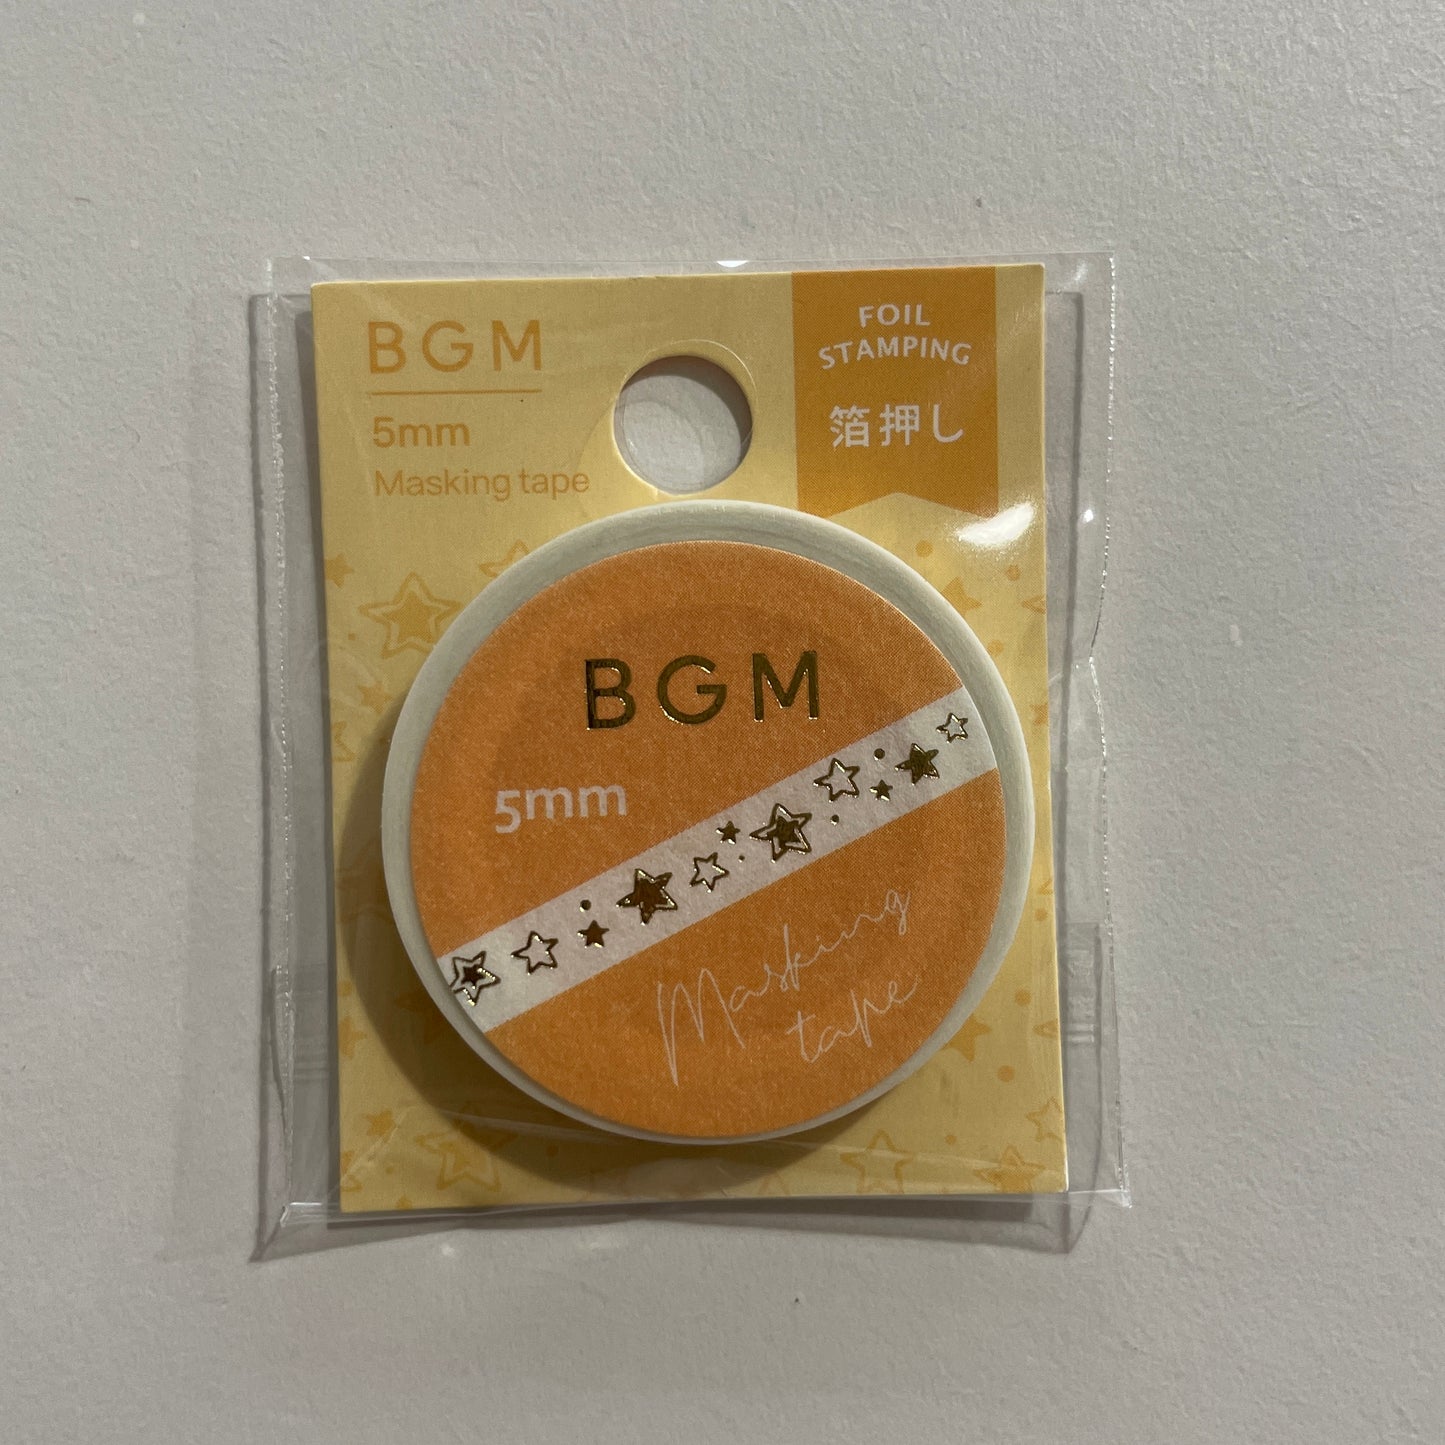 BGM
5mm
Masking tape
FOIL
STAMPING
箔押し
BGM
5mm
Masking
tape